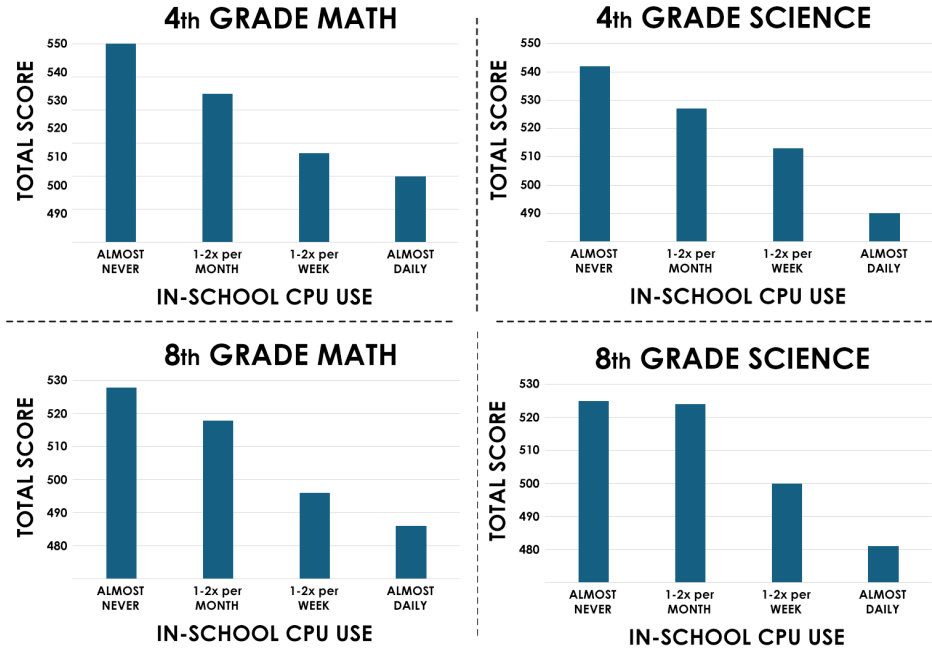 4th GRADE MATH
TOTAL SCORE
550
540
530
520
510
500
490
ALMOST NEVER
1-2x per MONTH
1-2x per WEEK
ALMOST DAILY
IN-SCHOOL CPU USE
4th GRADE SCIENCE
TOTAL SCORE
550
540
530
520
510
500
490
ALMOST NEVER
1-2x per MONTH
1-2x per WEEK
ALMOST DAILY
IN-SCHOOL CPU USE
8th GRADE MATH
TOTAL SCORE
530
520
510
500
490
480
ALMOST NEVER
1-2x per MONTH
1-2x per WEEK
ALMOST DAILY
IN-SCHOOL CPU USE
8th GRADE SCIENCE
TOTAL SCORE
530
520
510
500
490
480
ALMOST NEVER
1-2x per MONTH
1-2x per WEEK
ALMOST DAILY
IN-SCHOOL CPU USE